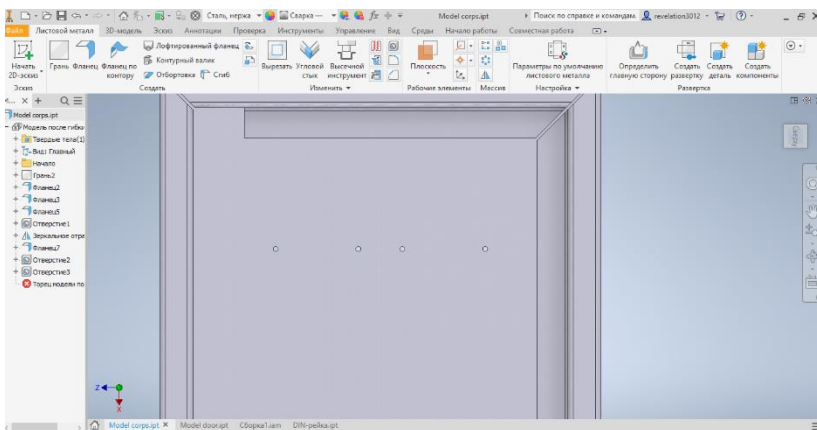 Сталь, нержа
Сварка —
Model corps.ipt
Поиск по справке и командам.
revelation3012
Файл Листовой металл 3D-модель Эскиз Аннотации Проверка Инструменты Управление Вид Среды Начало работы Совместная работа
Начать 2D-эскиз
Грань Фланец Фланец по контору
Лофтированный фланец
Контурный валик
Отбортовка Сгиб
Вырезать Угловой стык Высечной инструмент
Плоскость
Параметры по умолчанию листового металла
Определить главную сторону
Создать развертку
Создать деталь
Создать компоненты
Эскиз Создать Изменить Рабочие элементы Массив Настройка Развертка
Model corps.ipt
Модель после гибки
Твердые тела(1)
Вид: Главный
Начало
Грань2
Фланец2
Фланец3
Фланец5
Отверстие1
Зеркальное отра
Фланец7
Отверстие2
Отверстие3
Торец модели по
Сверху
Z
X
Model corps.ipt Model door.ipt Сборка1.iam DIN-рейка.ipt